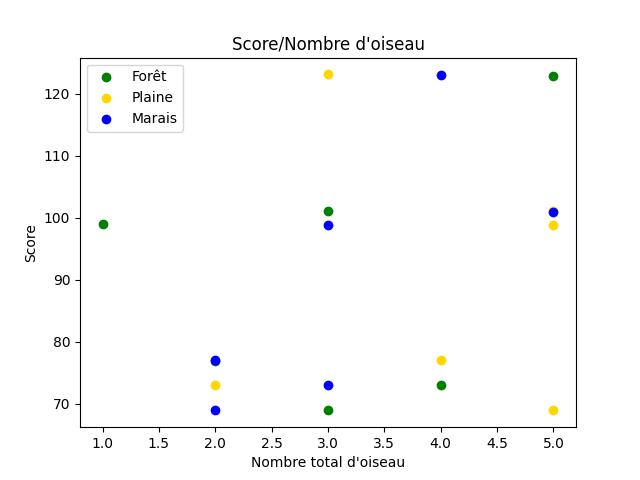 Score/Nombre d'oiseau
Forêt
Plaine
Marais
120
110
100
90
80
70
Score
1.0 1.5 2.0 2.5 3.0 3.5 4.0 4.5 5.0
Nombre total d'oiseau